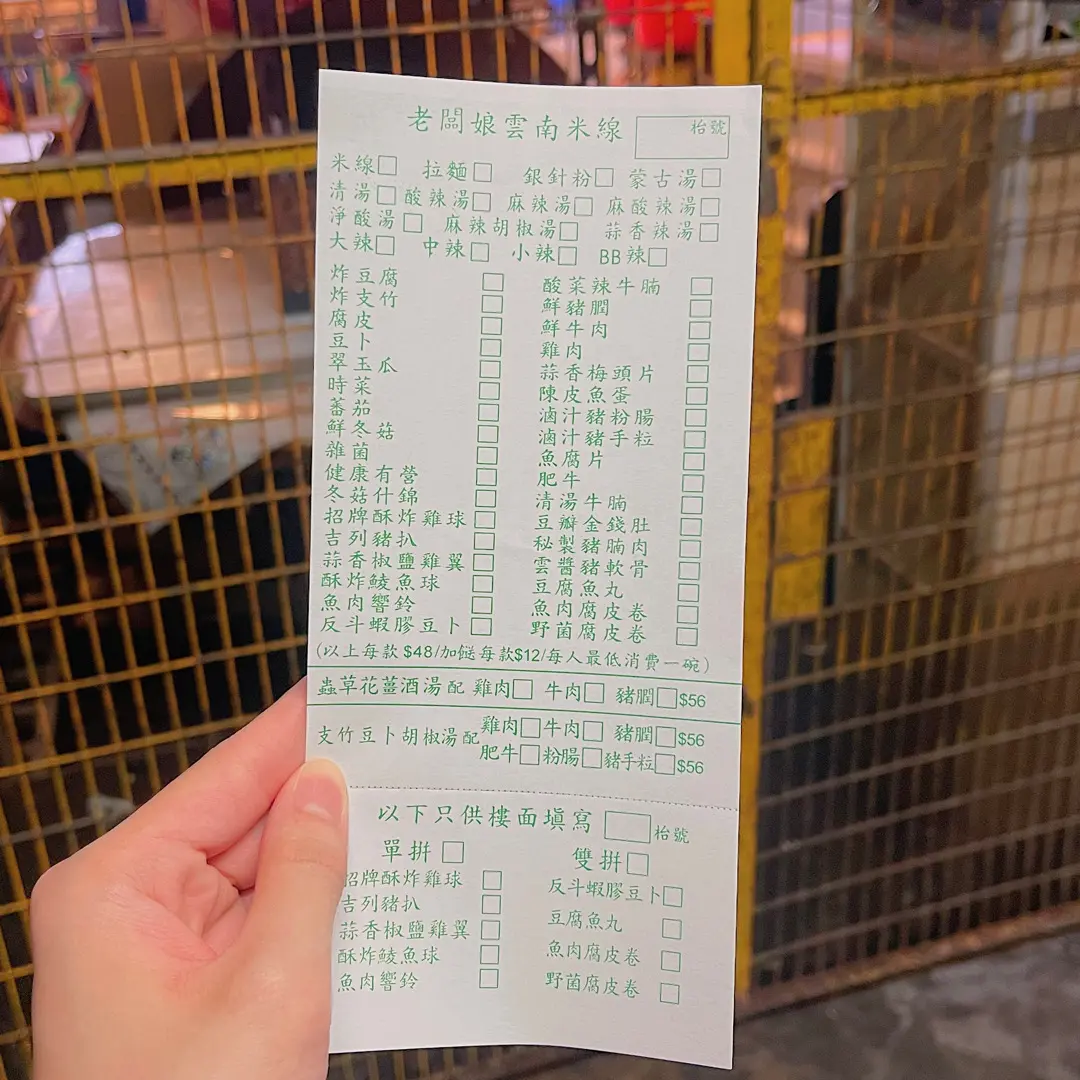 老闆娘雲南米線 枱號
米線□ 拉麵□ 銀針粉□ 蒙古湯□
清湯□ 酸辣湯□ 麻辣湯□ 麻酸辣湯□
淨酸湯□ 麻辣胡椒湯□ 蒜香辣湯□
大辣□ 中辣□ 小辣□ BB辣□
炸豆腐 □ 酸菜辣牛腩 □
炸支竹 □ 鮮豬膶 □
腐皮 □ 鮮牛肉 □
豆卜 □ 雞肉 □
翠玉瓜 □ 蒜香梅頭片 □
時菜 □ 陳皮魚蛋 □
蕃茄 □ 滷汁豬粉腸 □
鮮冬菇 □ 滷汁豬手粒 □
雜菌 □ 魚腐片 □
健康有營 □ 肥牛 □
冬菇什錦 □ 清湯牛腩 □
招牌酥炸雞球 □ 豆瓣金錢肚 □
吉列豬扒 □ 秘製豬腩肉 □
蒜香椒鹽雞翼 □ 雲醬豬軟骨 □
酥炸鯪魚球 □ 豆腐魚丸 □
魚肉響鈴 □ 魚肉腐皮卷 □
反斗蝦膠豆卜 □ 野菌腐皮卷 □
(以上每款 $48/加餸每款$12/每人最低消費一碗)
蟲草花薑酒湯配 雞肉□ 牛肉□ 豬膶□$56
支竹豆卜胡椒湯配 雞肉□牛肉□ 豬膶□$56
肥牛□粉腸□豬手粒□$56
以下只供樓面填寫 □ 枱號
單拼□ 雙拼□
招牌酥炸雞球 □ 反斗蝦膠豆卜□
吉列豬扒 □ 豆腐魚丸 □
蒜香椒鹽雞翼 □ 魚肉腐皮卷 □
酥炸鯪魚球 □ 野菌腐皮卷 □
魚肉響鈴 □